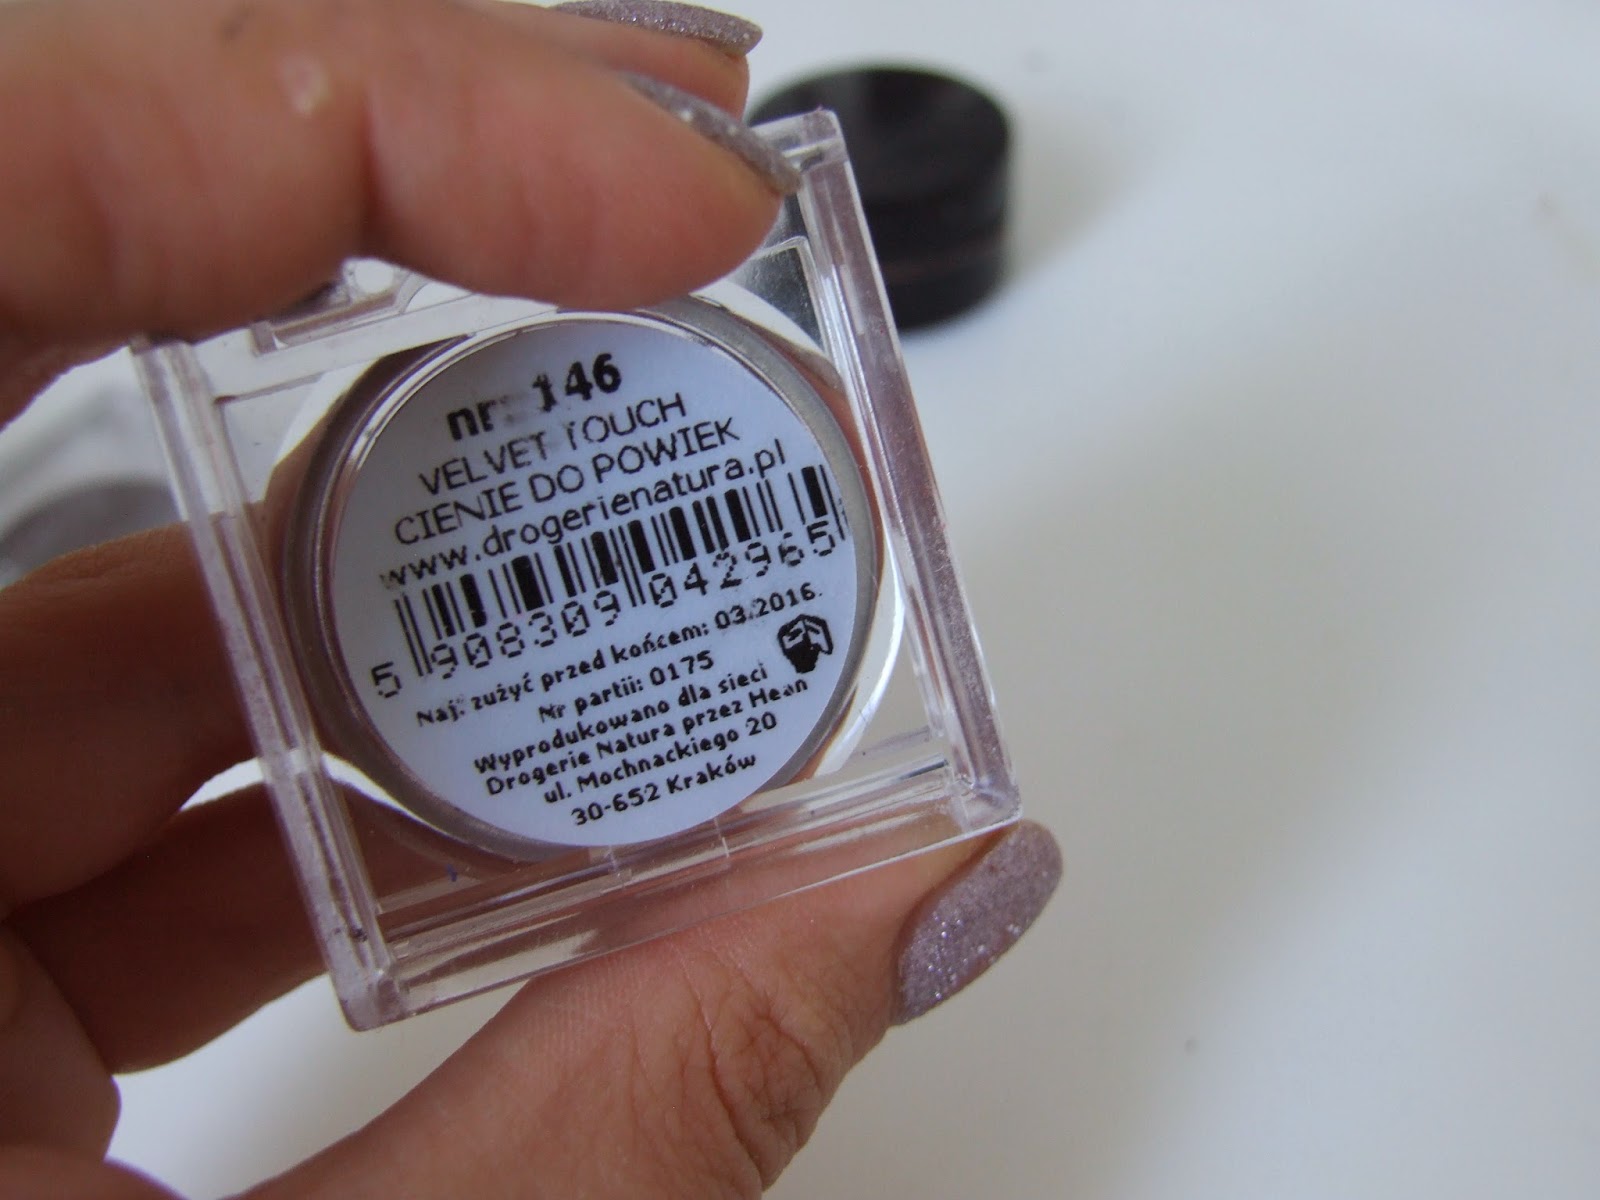 nr: 146
VELVET TOUCH
CIENIE DO POWIEK
www.drogerienatura.pl
5 908309 042965
Naj: zużyć przed końcem: 03.2016.
Nr partii: 0175
Wyprodukowano dla sieci
Drogerie Natura przez Hean
ul. Mochnackiego 20
30-652 Kraków